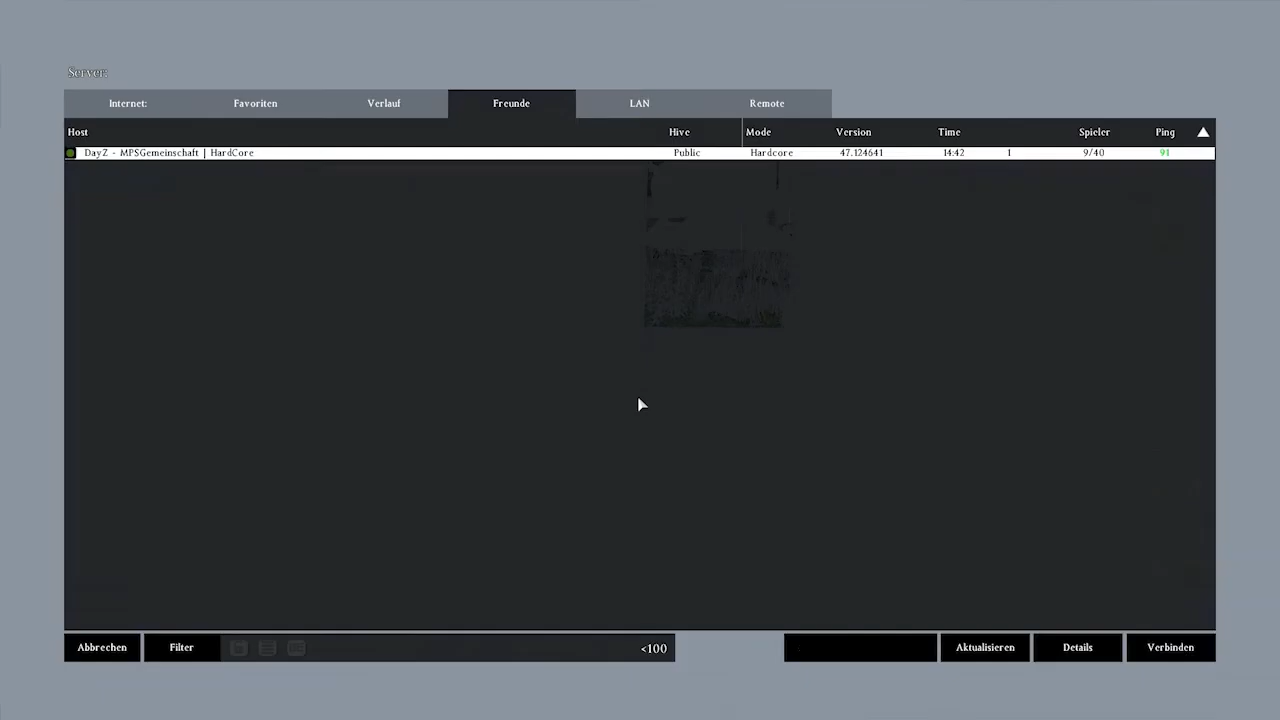 Server:
Internet: Favoriten Verlauf Freunde LAN Remote
Host Hive Mode Version Time Spieler Ping
DayZ - MPSGemeinschaft | HardCore Public Hardcore 47.124641 14:42 1 9/40 91
Abbrechen Filter <100 Aktualisieren Details Verbinden